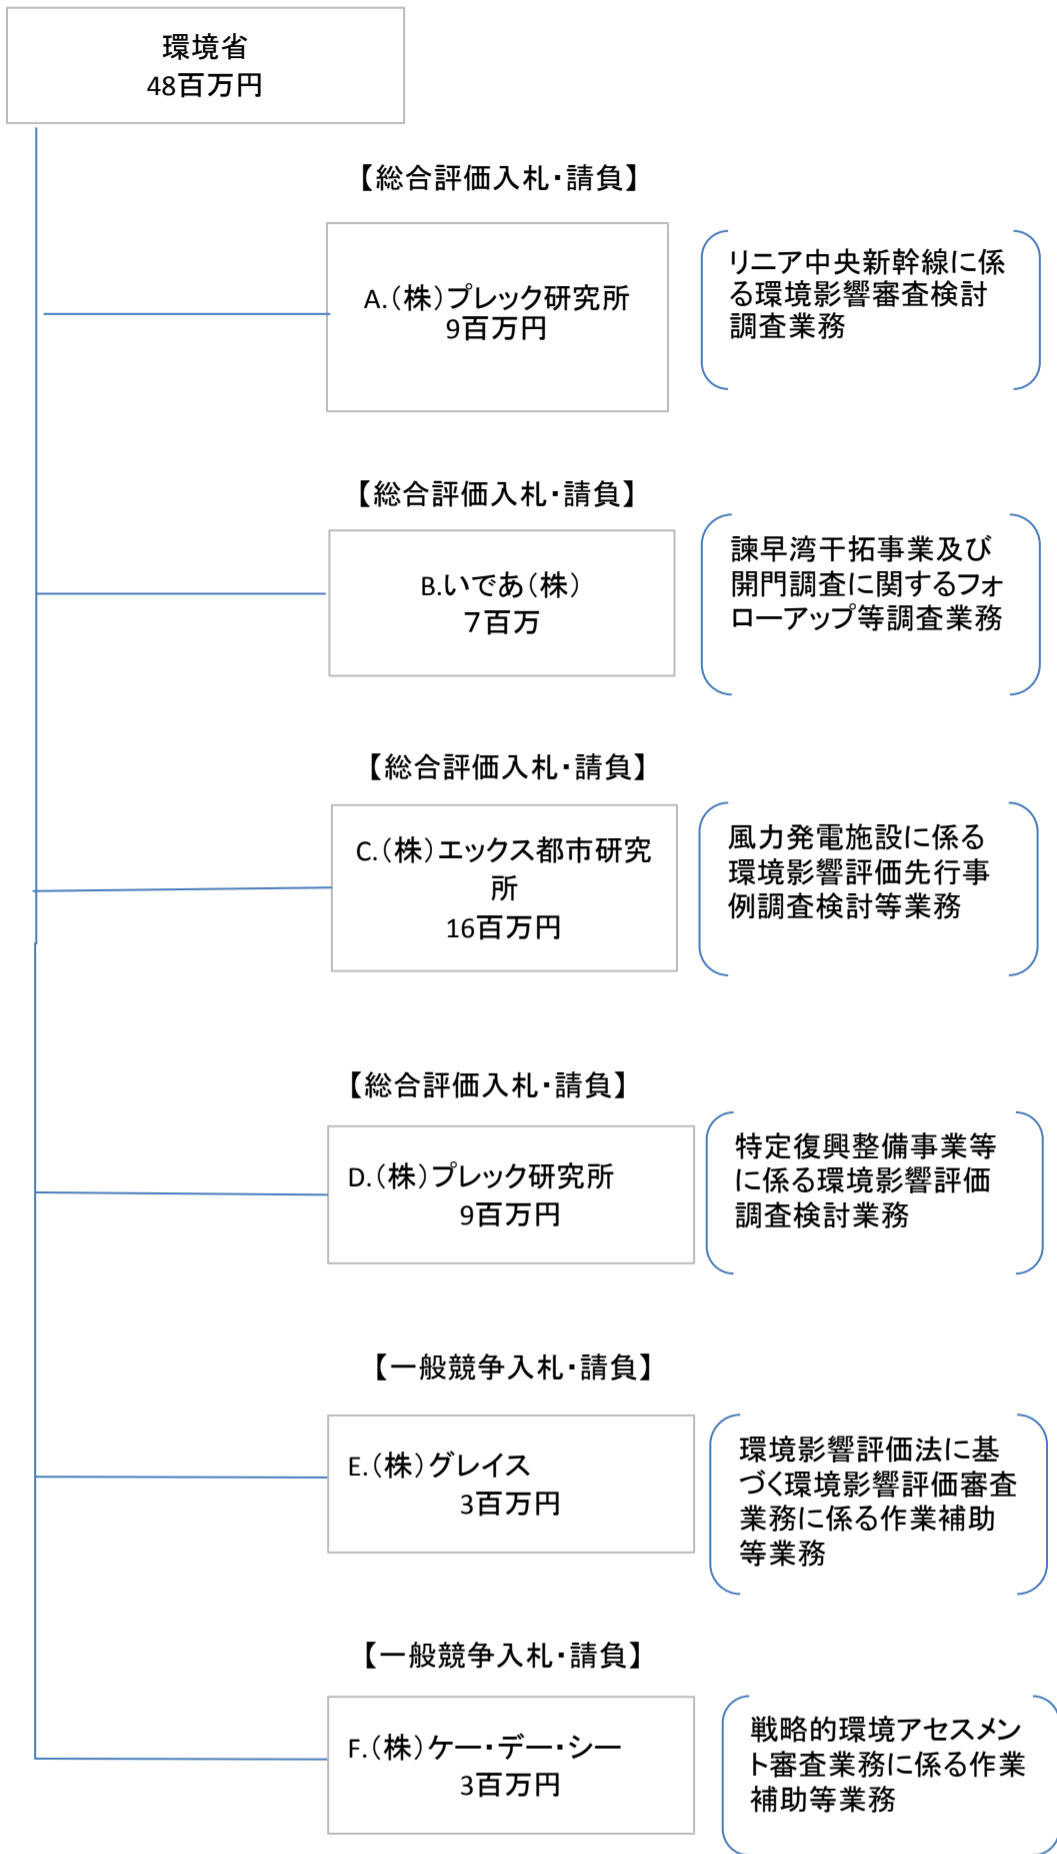 環境省
48百万円
【総合評価入札・請負】
A.（株）プレック研究所
9百万円
リニア中央新幹線に係
る環境影響審査検討
調査業務
【総合評価入札・請負】
B.いであ（株）
7百万
諫早湾干拓事業及び
開門調査に関するフォ
ローアップ等調査業務
【総合評価入札・請負】
C.（株）エックス都市研究
所
16百万円
風力発電施設に係る
環境影響評価先行事
例調査検討等業務
【総合評価入札・請負】
D.（株）プレック研究所
9百万円
特定復興整備事業等
に係る環境影響評価
調査検討業務
【一般競争入札・請負】
E.（株）グレイス
3百万円
環境影響評価法に基
づく環境影響評価審査
業務に係る作業補助
等業務
【一般競争入札・請負】
F.（株）ケー・デー・シー
3百万円
戦略的環境アセスメン
ト審査業務に係る作業
補助等業務